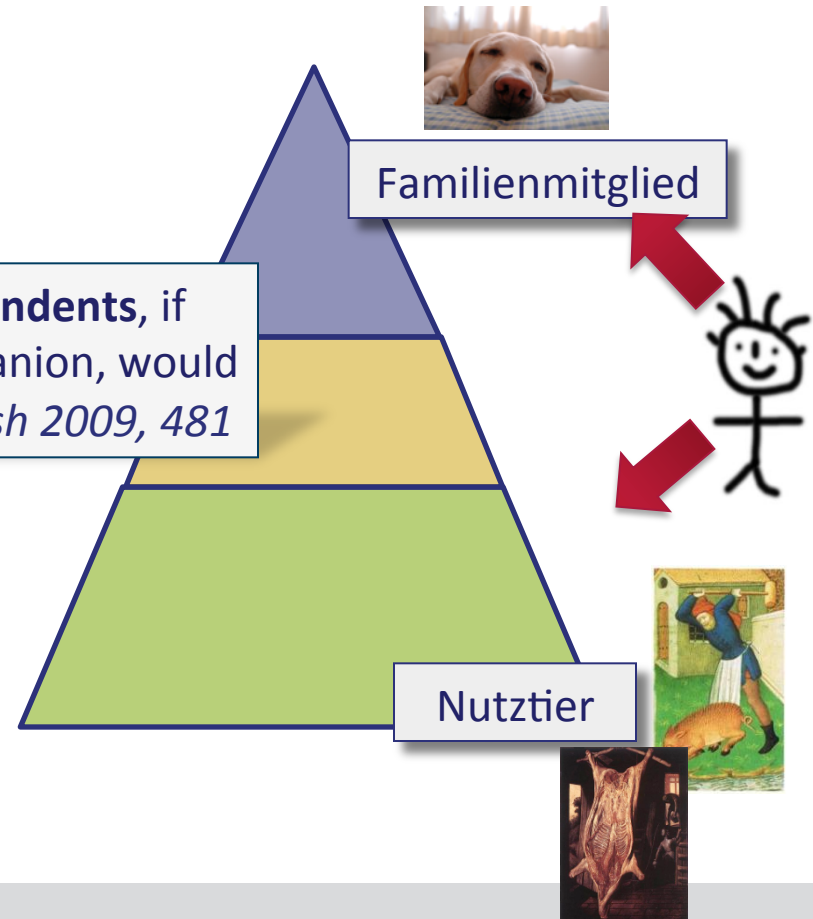 Familienmitglied
ndents, if
anion, would
sh 2009, 481
Nutztier